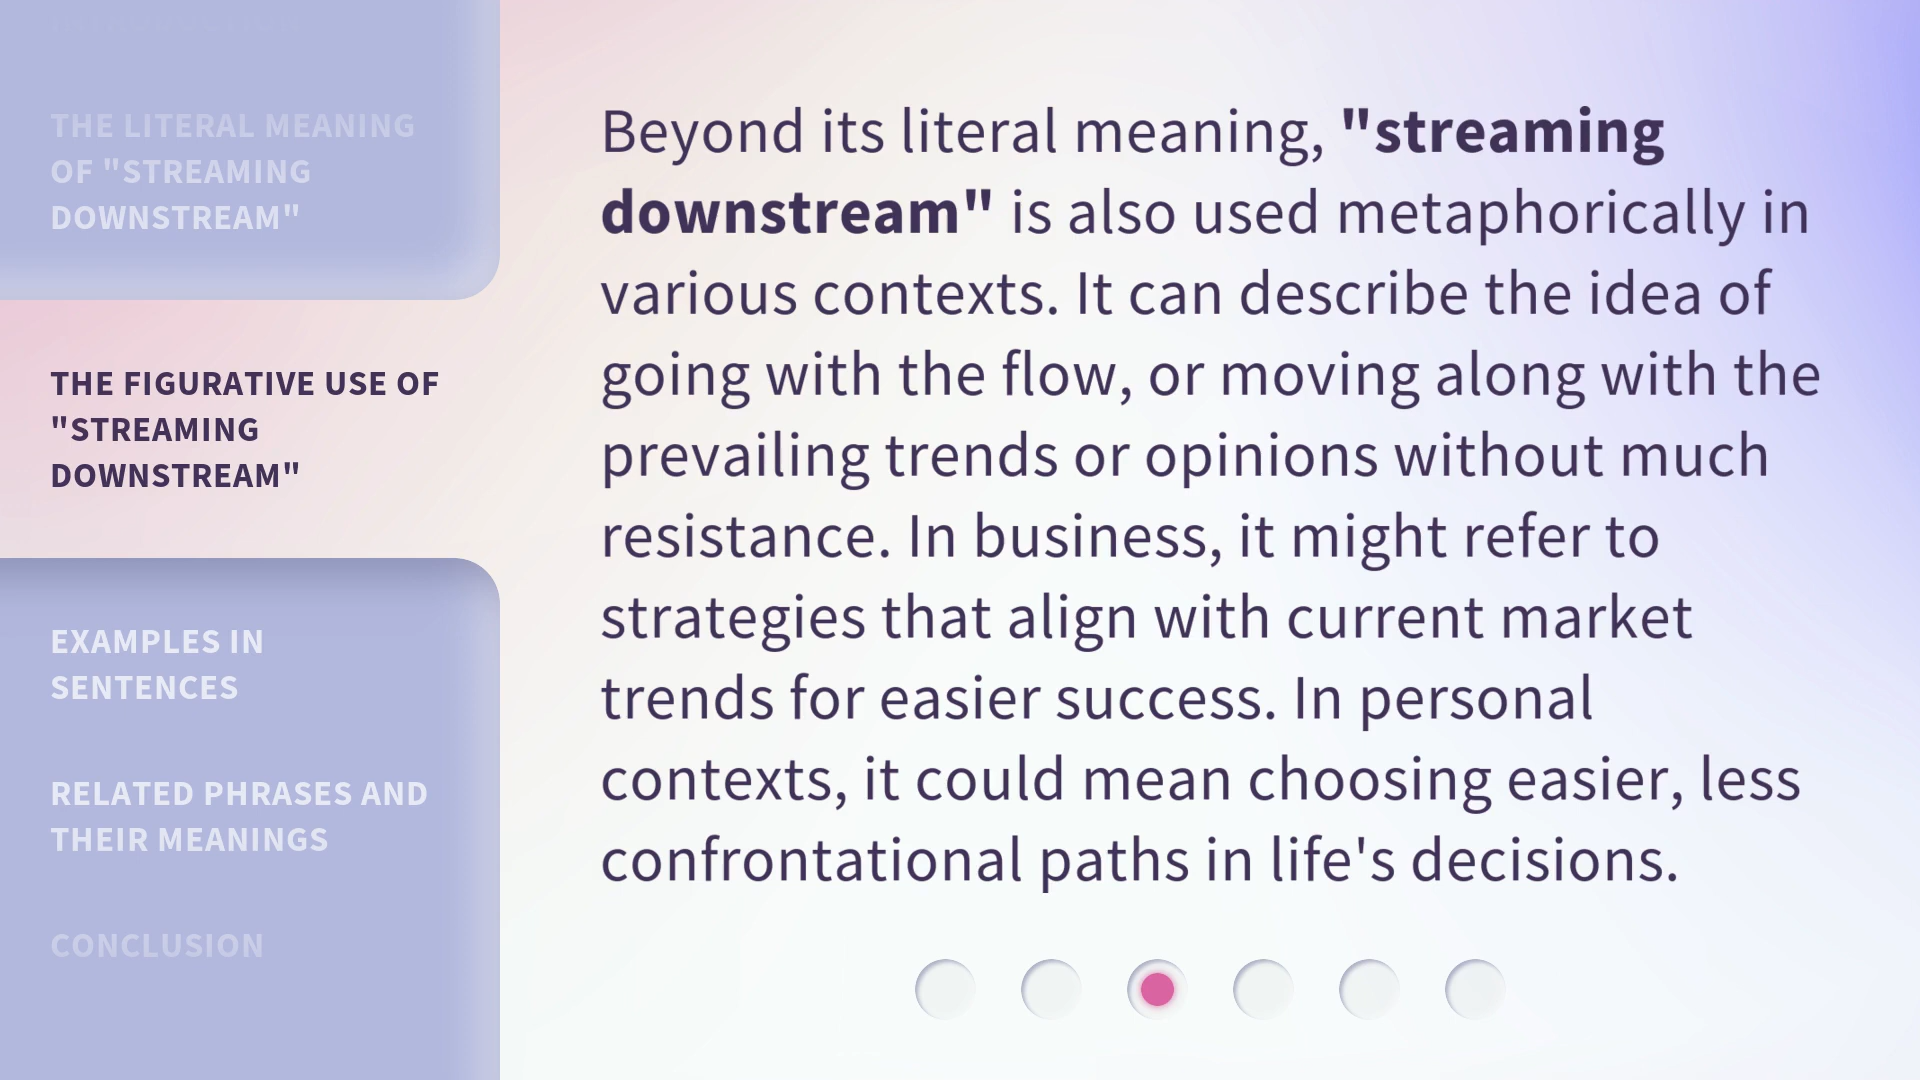 THE LITERAL MEANING
OF "STREAMING
DOWNSTREAM"
THE FIGURATIVE USE OF
"STREAMING
DOWNSTREAM"
EXAMPLES IN
SENTENCES
RELATED PHRASES AND
THEIR MEANINGS
CONCLUSION
Beyond its literal meaning, "streaming
downstream" is also used metaphorically in
various contexts. It can describe the idea of
going with the flow, or moving along with the
prevailing trends or opinions without much
resistance. In business, it might refer to
strategies that align with current market
trends for easier success. In personal
contexts, it could mean choosing easier, less
confrontational paths in life's decisions.